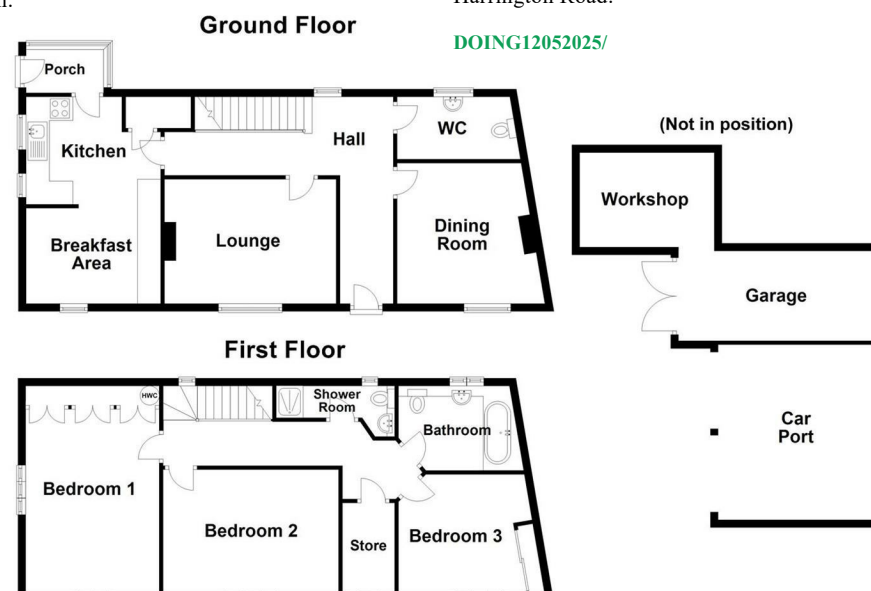 Harrington Road.
DOING12052025/
Ground Floor
Porch
Kitchen
Hall
WC
Breakfast
Area
Lounge
Dining
Room
(Not in position)
Workshop
Garage
Car
Port
First Floor
HWC
Shower
Room
Bathroom
Bedroom 1
Bedroom 2
Store
Bedroom 3